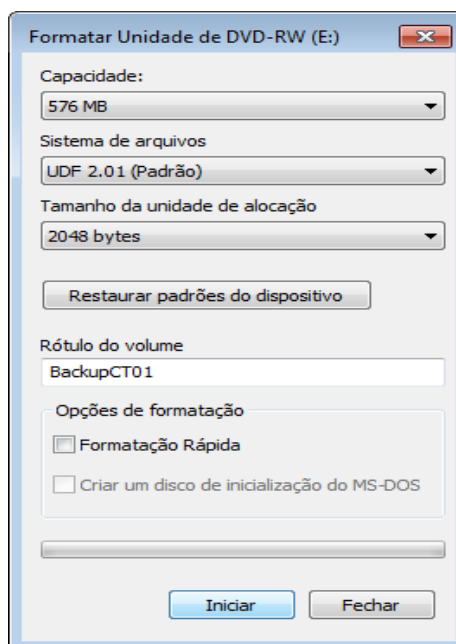 Formatar Unidade de DVD-RW (E:)
Capacidade:
576 MB
Sistema de arquivos
UDF 2.01 (Padrão)
Tamanho da unidade de alocação
2048 bytes
Restaurar padrões do dispositivo
Rótulo do volume
BackupCT01
Opções de formatação
Formatação Rápida
Criar um disco de inicialização do MS-DOS
Iniciar
Fechar